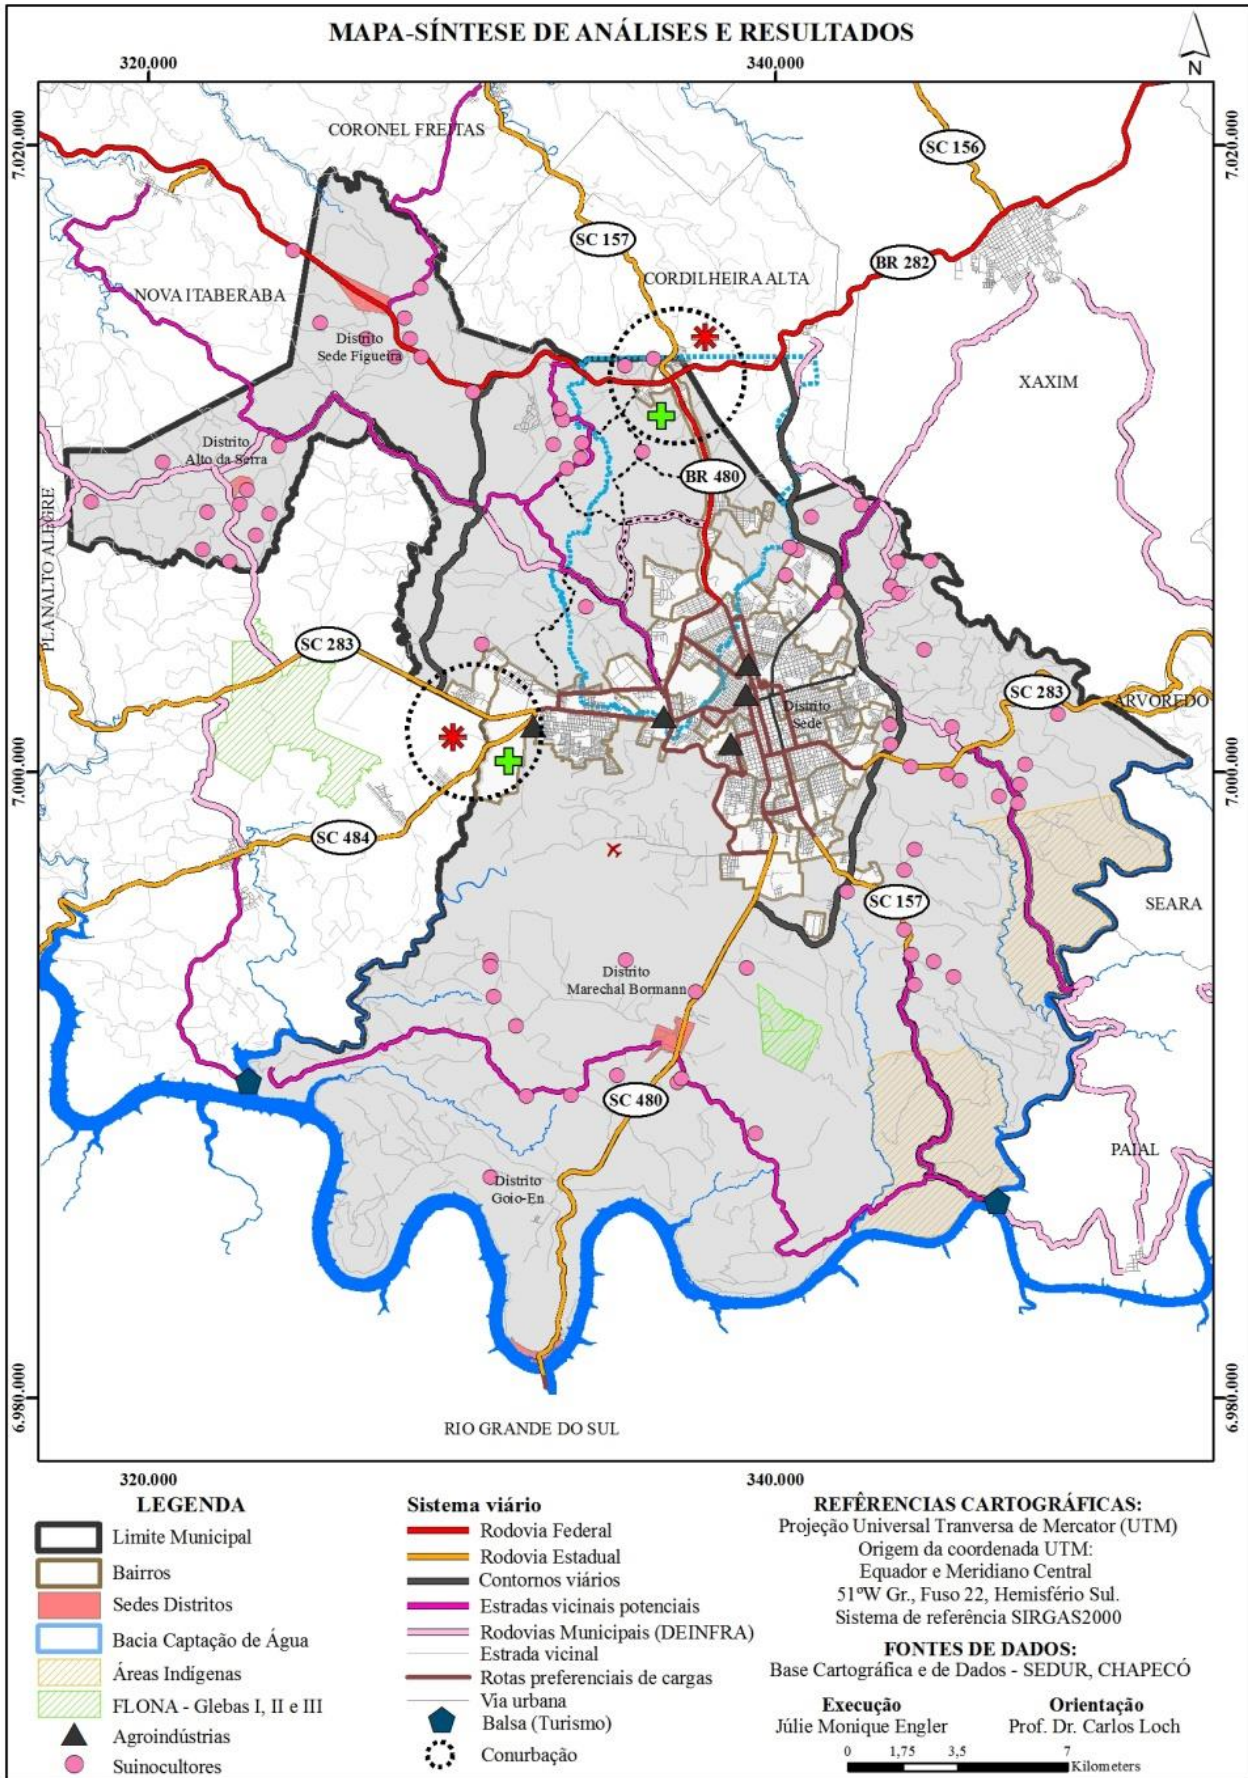 MAPA-SÍNTESE DE ANÁLISES E RESULTADOS
N
320.000
340.000
7.020.000
7.020.000
CORONEL FREITAS
SC 156
SC 157
BR 282
CORDILHEIRA ALTA
NOVA ITABERABA
Distrito
Sede Figueira
XAXIM
Distrito
Alto da Serra
BR 480
PLANALTO ALEGRE
SC 283
SC 283
ARVOREDO
Distrito
Sede
7.000.000
7.000.000
SC 484
SC 157
SEARA
Distrito
Marechal Bormann
SC 480
PAIAL
Distrito
Goio-En
6.980.000
6.980.000
RIO GRANDE DO SUL
320.000
340.000
LEGENDA
Limite Municipal
Bairros
Sedes Distritos
Bacia Captação de Água
Áreas Indígenas
FLONA - Glebas I, II e III
Agroindústrias
Suinocultores
Sistema viário
Rodovia Federal
Rodovia Estadual
Contornos viários
Estradas vicinais potenciais
Rodovias Municipais (DEINFRA)
Estrada vicinal
Rotas preferenciais de cargas
Via urbana
Balsa (Turismo)
Conurbação
REFÊRENCIAS CARTOGRÁFICAS:
Projeção Universal Tranversa de Mercator (UTM)
Origem da coordenada UTM:
Equador e Meridiano Central
51ºW Gr., Fuso 22, Hemisfério Sul.
Sistema de referência SIRGAS2000
FONTES DE DADOS:
Base Cartográfica e de Dados - SEDUR, CHAPECÓ
Execução
Júlie Monique Engler
Orientação
Prof. Dr. Carlos Loch
0 1,75 3,5 7
Kilometers